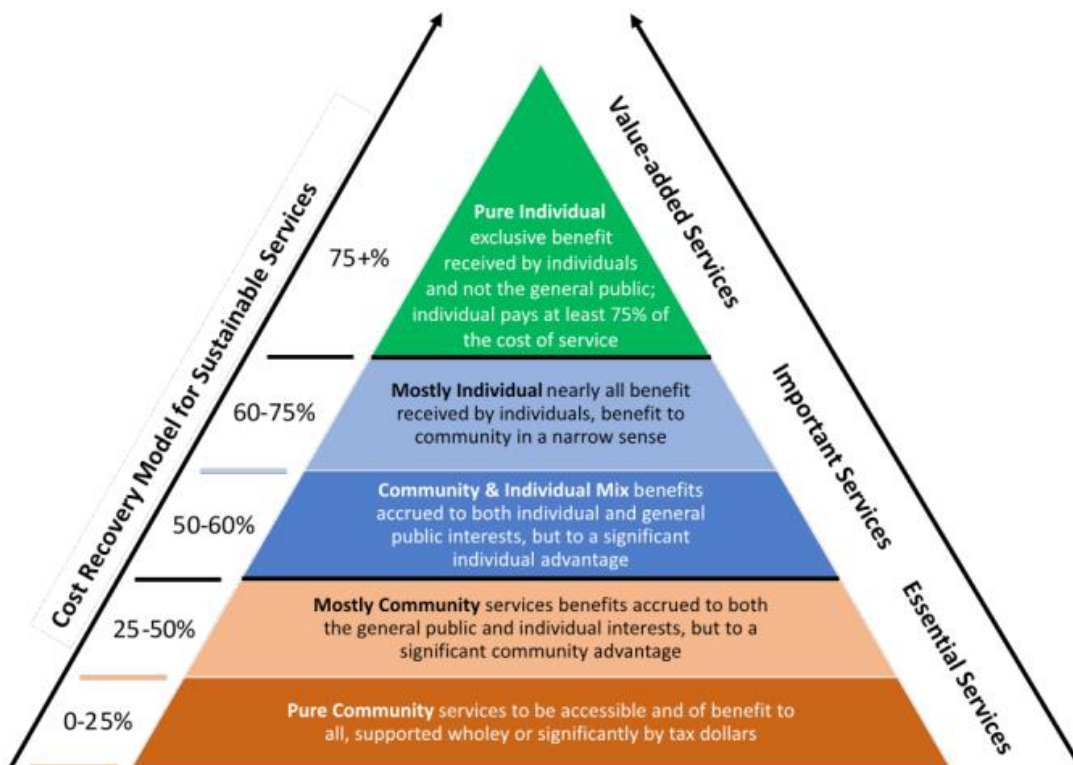 Cost Recovery Model for Sustainable Services
Value-added Services
Important Services
Essential Services
75+%
Pure Individual
exclusive benefit
received by individuals
and not the general public;
individual pays at least 75% of
the cost of service
60-75%
Mostly Individual nearly all benefit
received by individuals, benefit to
community in a narrow sense
50-60%
Community & Individual Mix benefits
accrued to both individual and general
public interests, but to a significant
individual advantage
25-50%
Mostly Community services benefits accrued to both
the general public and individual interests, but to a
significant community advantage
0-25%
Pure Community services to be accessible and of benefit to
all, supported wholey or significantly by tax dollars